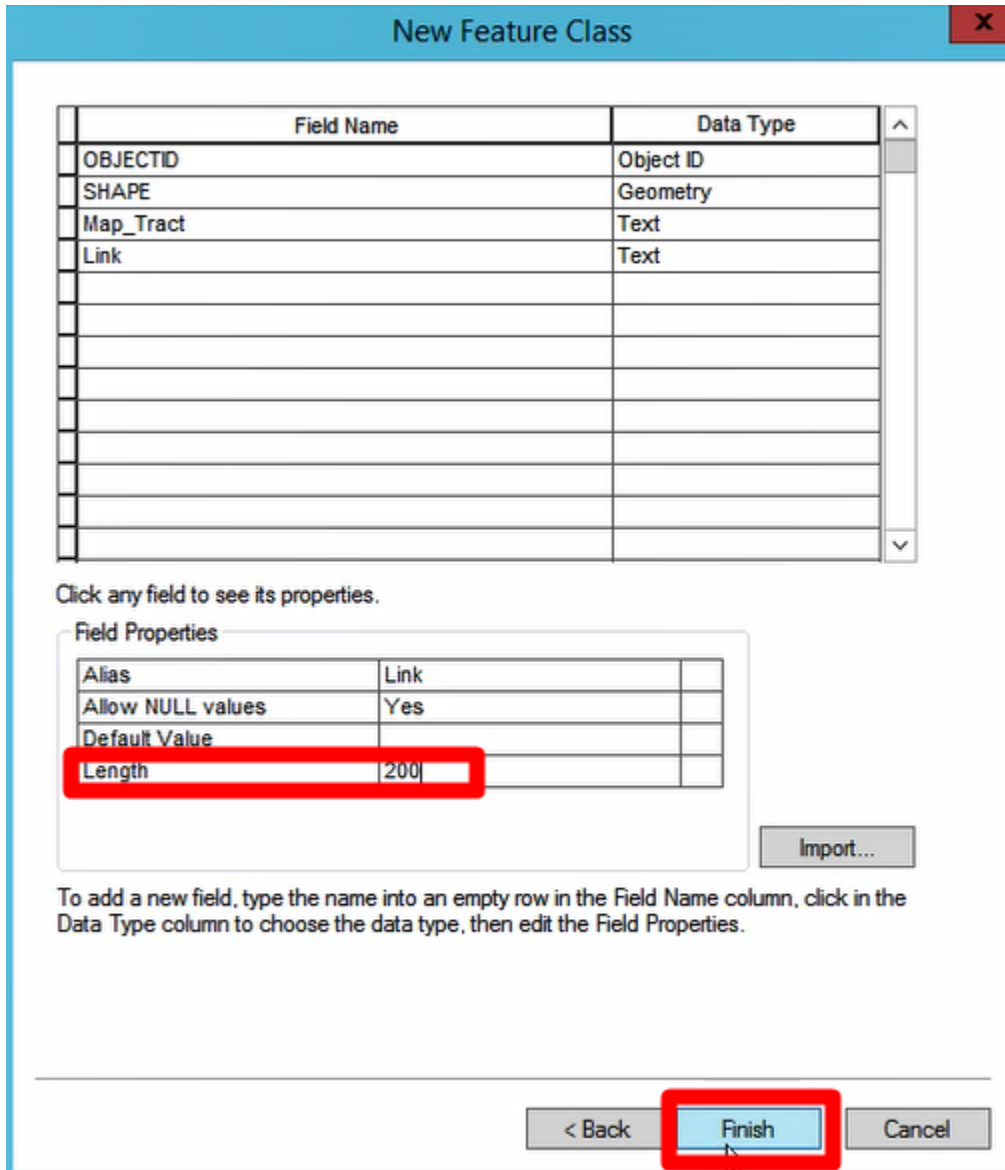 New Feature Class
x
Field Name Data Type
OBJECTID Object ID
SHAPE Geometry
Map_Tract Text
Link Text
Click any field to see its properties.
Field Properties
Alias Link
Allow NULL values Yes
Default Value
Length 200
Import...
To add a new field, type the name into an empty row in the Field Name column, click in the
Data Type column to choose the data type, then edit the Field Properties.
< Back Finish Cancel